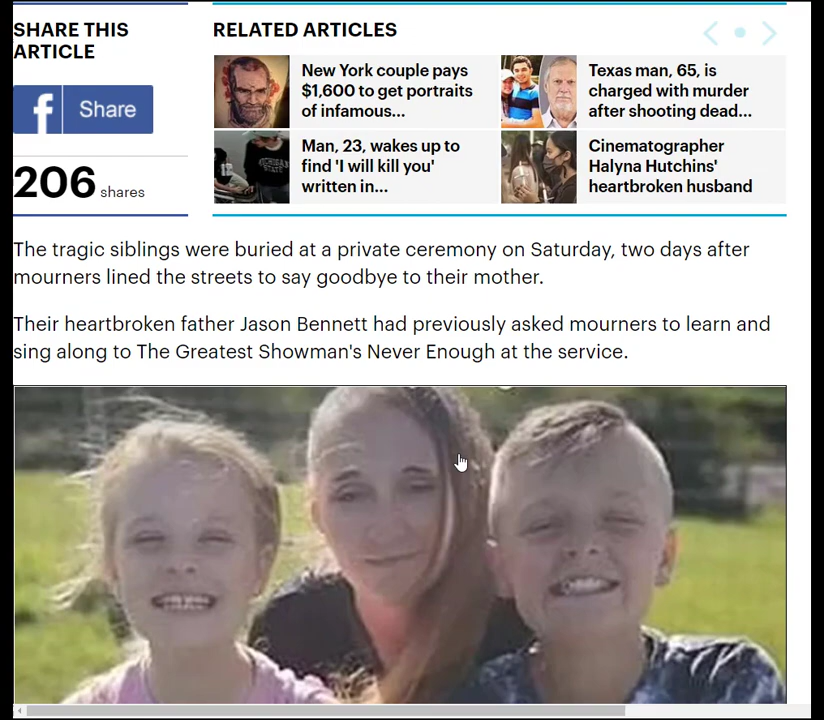 SHARE THIS
ARTICLE
f Share
206 shares
RELATED ARTICLES
New York couple pays
$1,600 to get portraits
of infamous...
Texas man, 65, is
charged with murder
after shooting dead...
Man, 23, wakes up to
find 'I will kill you'
written in...
Cinematographer
Halyna Hutchins'
heartbroken husband
The tragic siblings were buried at a private ceremony on Saturday, two days after
mourners lined the streets to say goodbye to their mother.
Their heartbroken father Jason Bennett had previously asked mourners to learn and
sing along to The Greatest Showman's Never Enough at the service.